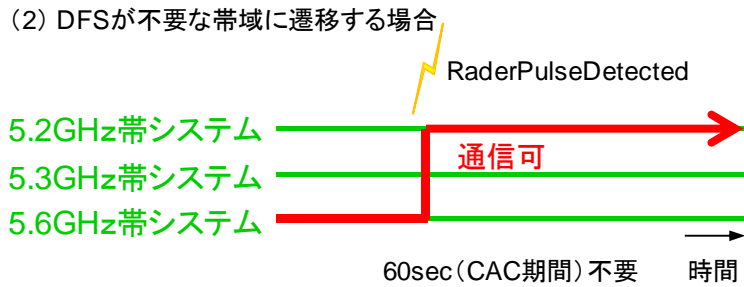 （2）DFSが不要な帯域に遷移する場合
RaderPulseDetected
5.2GHz帯システム
通信可
5.3GHz帯システム
5.6GHz帯システム
60sec（CAC期間）不要 時間